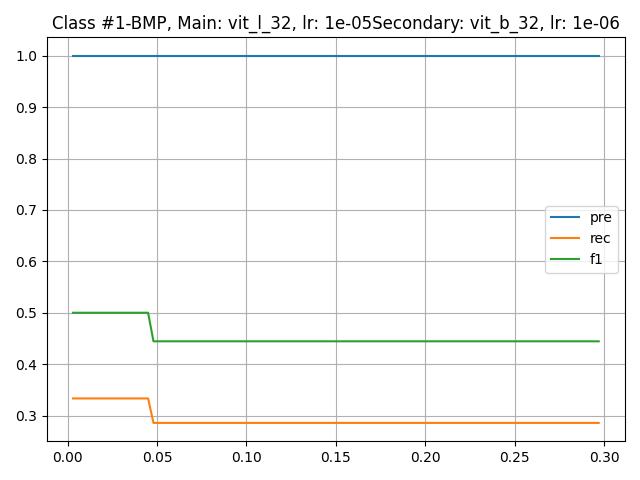 Class #1-BMP, Main: vit_l_32, lr: 1e-05Secondary: vit_b_32, lr: 1e-06
1.0
0.9
0.8
0.7
0.6
0.5
0.4
0.3
pre
rec
f1
0.00 0.05 0.10 0.15 0.20 0.25 0.30